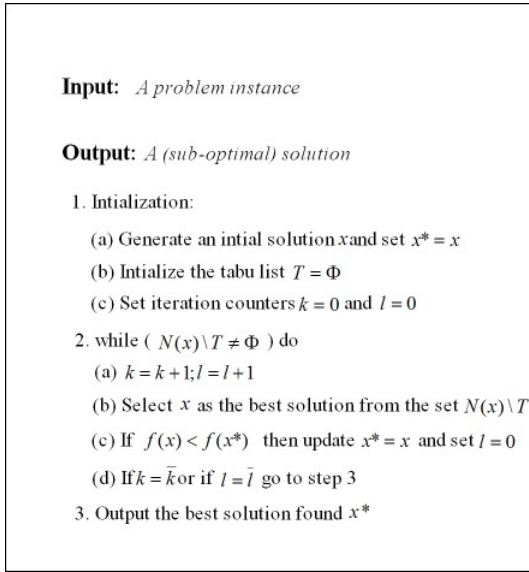 Input: A problem instance
Output: A (sub-optimal) solution
1. Intialization:
(a) Generate an intial solution x and set x* = x
(b) Intialize the tabu list T = Φ
(c) Set iteration counters k = 0 and l = 0
2. while ( N(x)\T ≠ Φ ) do
(a) k = k+1;l = l+1
(b) Select x as the best solution from the set N(x)\T
(c) If f(x) < f(x*) then update x* = x and set l = 0
(d) If k = k̅ or if l = l̅ go to step 3
3. Output the best solution found x*